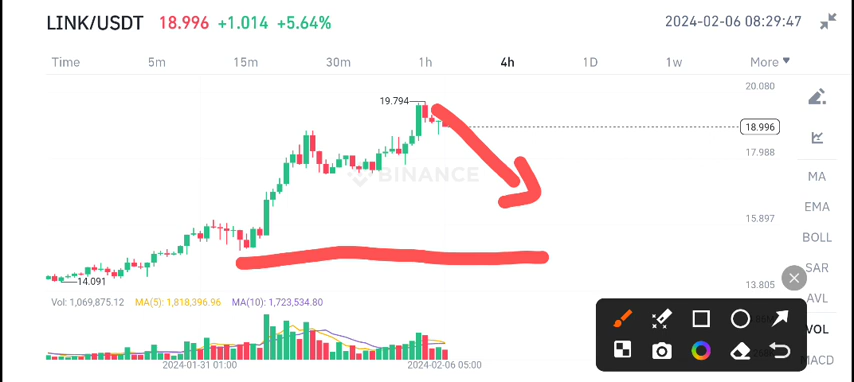 LINK/USDT 18.996 +1.014 +5.64% 2024-02-06 08:29:47
Time 5m 15m 30m 1h 4h 1D 1w More
20.080
19.794
18.996
17.988
BINANCE
MA
15.897
EMA
BOLL
SAR
14.091
13.805
AVL
Vol: 1,069,875.12 MA(5): 1,818,396.96 MA(10): 1,723,534.80
VOL
MACD
2024-01-31 01:00 2024-02-06 05:00